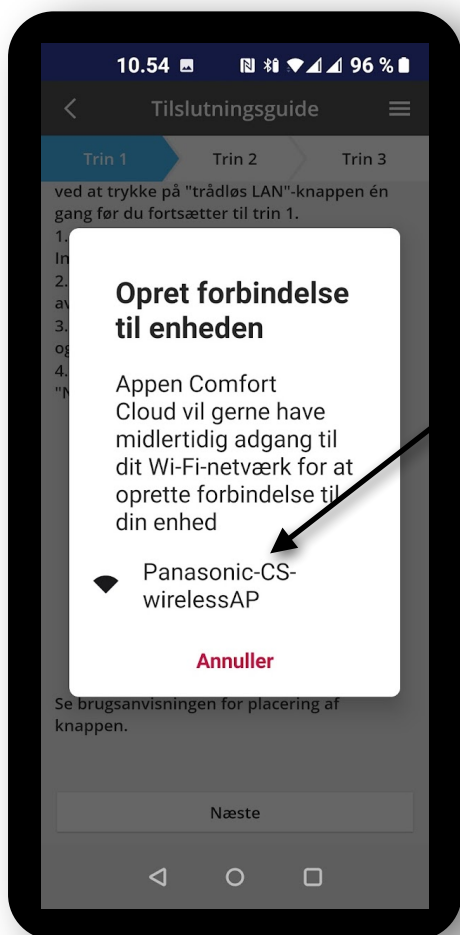 10.54 96 %
Tilslutningsguide
Trin 1 Trin 2 Trin 3
ved at trykke på "trådløs LAN"-knappen én
gang før du fortsætter til trin 1.
1.
In
2.
av
3.
og
4.
"N
Opret forbindelse
til enheden
Appen Comfort
Cloud vil gerne have
midlertidig adgang til
dit Wi-Fi-netværk for at
oprette forbindelse til
din enhed
Panasonic-CS-
wirelessAP
Annuller
Se brugsanvisningen for placering af
knappen.
Næste